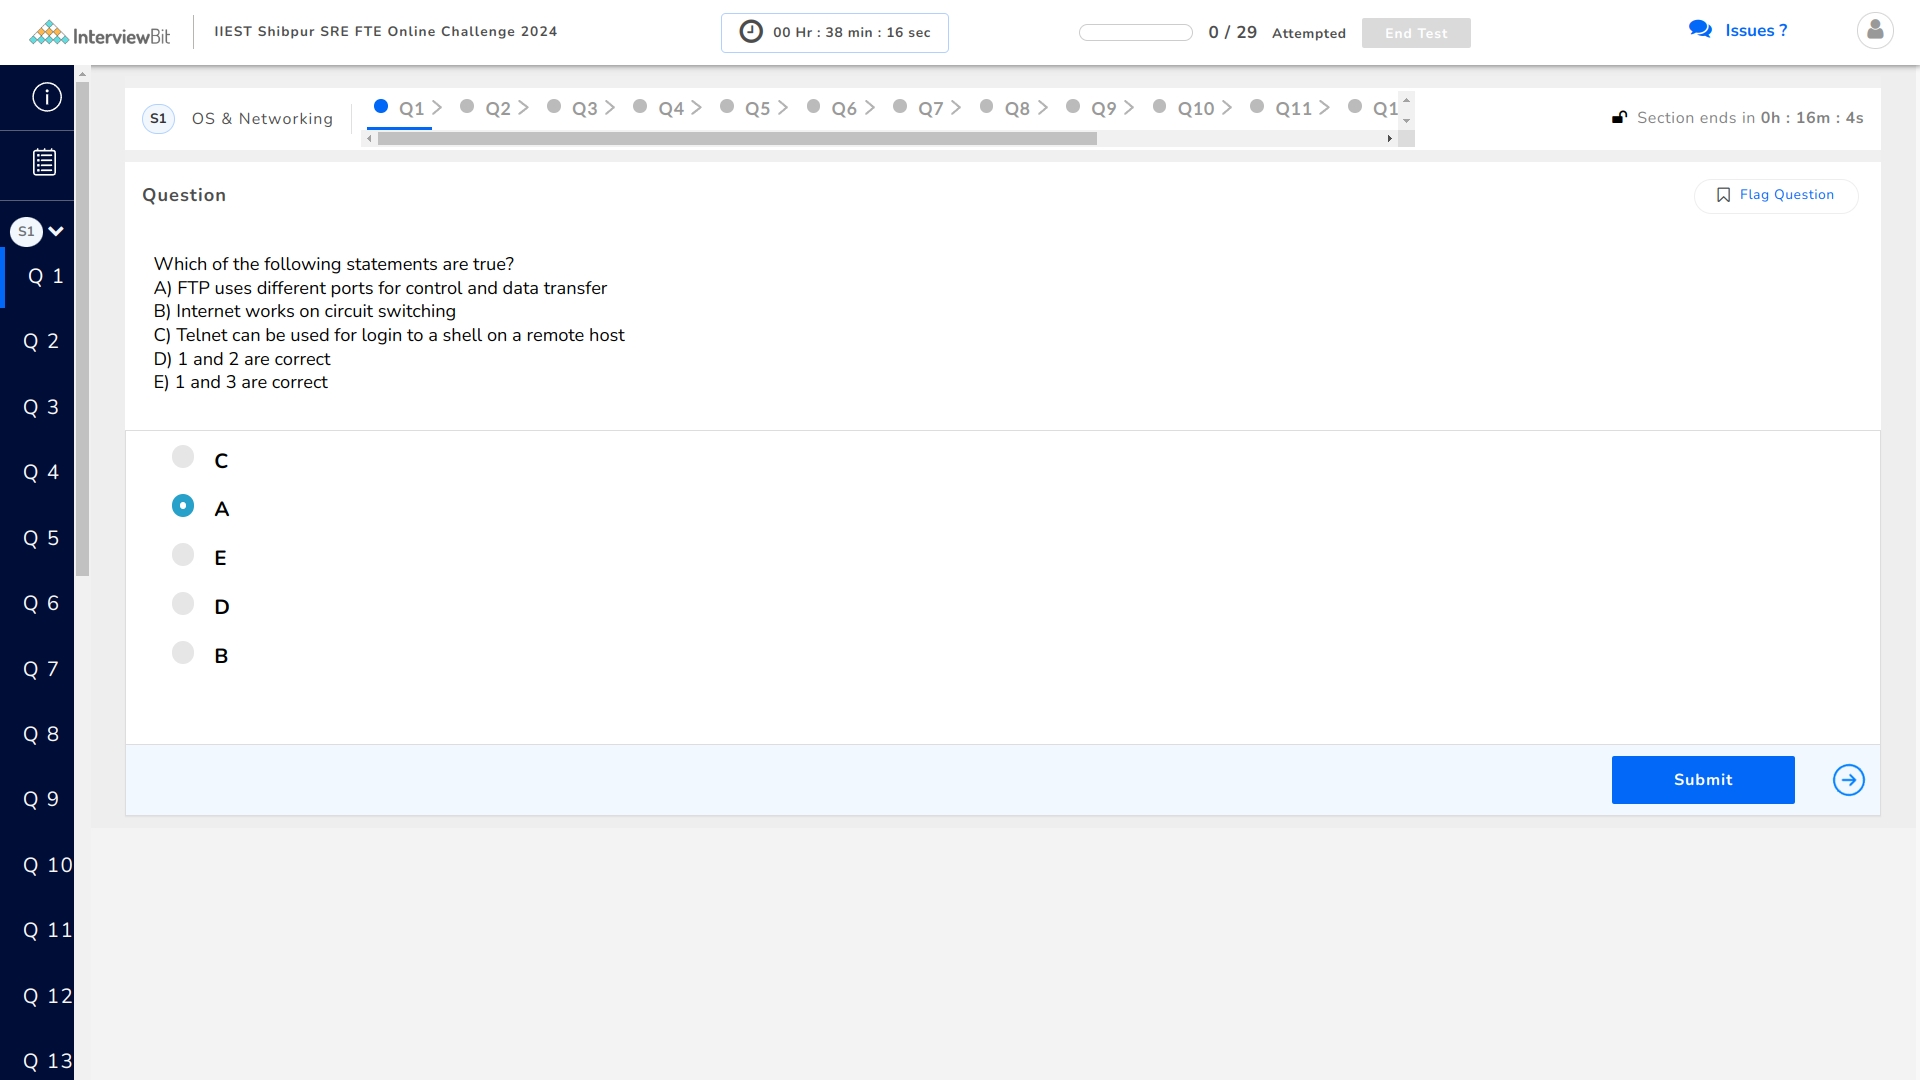 InterviewBit
IIEST Shibpur SRE FTE Online Challenge 2024
00 Hr : 38 min : 16 sec
0 / 29 Attempted
End Test
Issues ?
S1
OS & Networking
Q1 Q2 Q3 Q4 Q5 Q6 Q7 Q8 Q9 Q10 Q11 Q1
Section ends in 0h : 16m : 4s
Question
Flag Question
S1
Q 1
Q 2
Q 3
Q 4
Q 5
Q 6
Q 7
Q 8
Q 9
Q 10
Q 11
Q 12
Q 13
Which of the following statements are true?
A) FTP uses different ports for control and data transfer
B) Internet works on circuit switching
C) Telnet can be used for login to a shell on a remote host
D) 1 and 2 are correct
E) 1 and 3 are correct
C
A
E
D
B
Submit